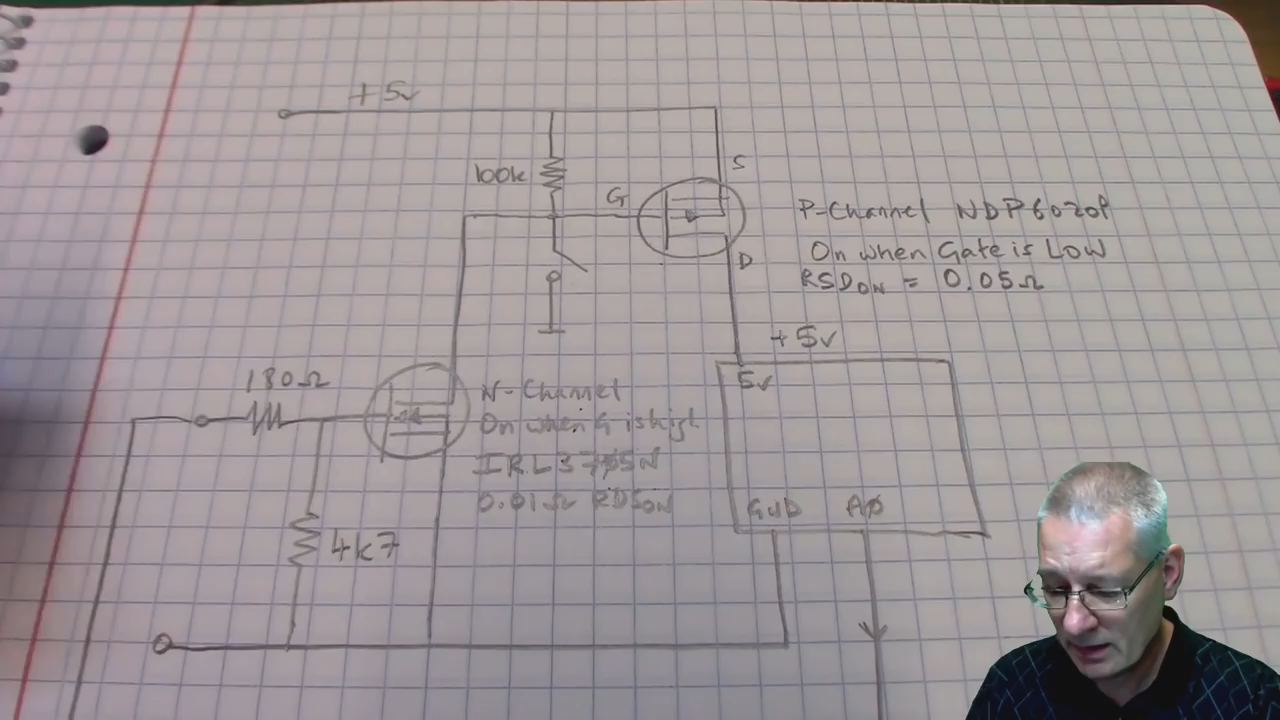 +5v
100k
S
G
P-Channel NDP6020P
On when Gate is Low
D
RSDON = 0.05Ω
+5v
5v
180Ω
N-Channel
On when G is high
IRL3705N
0.01Ω RDSON
GND
AØ
4k7